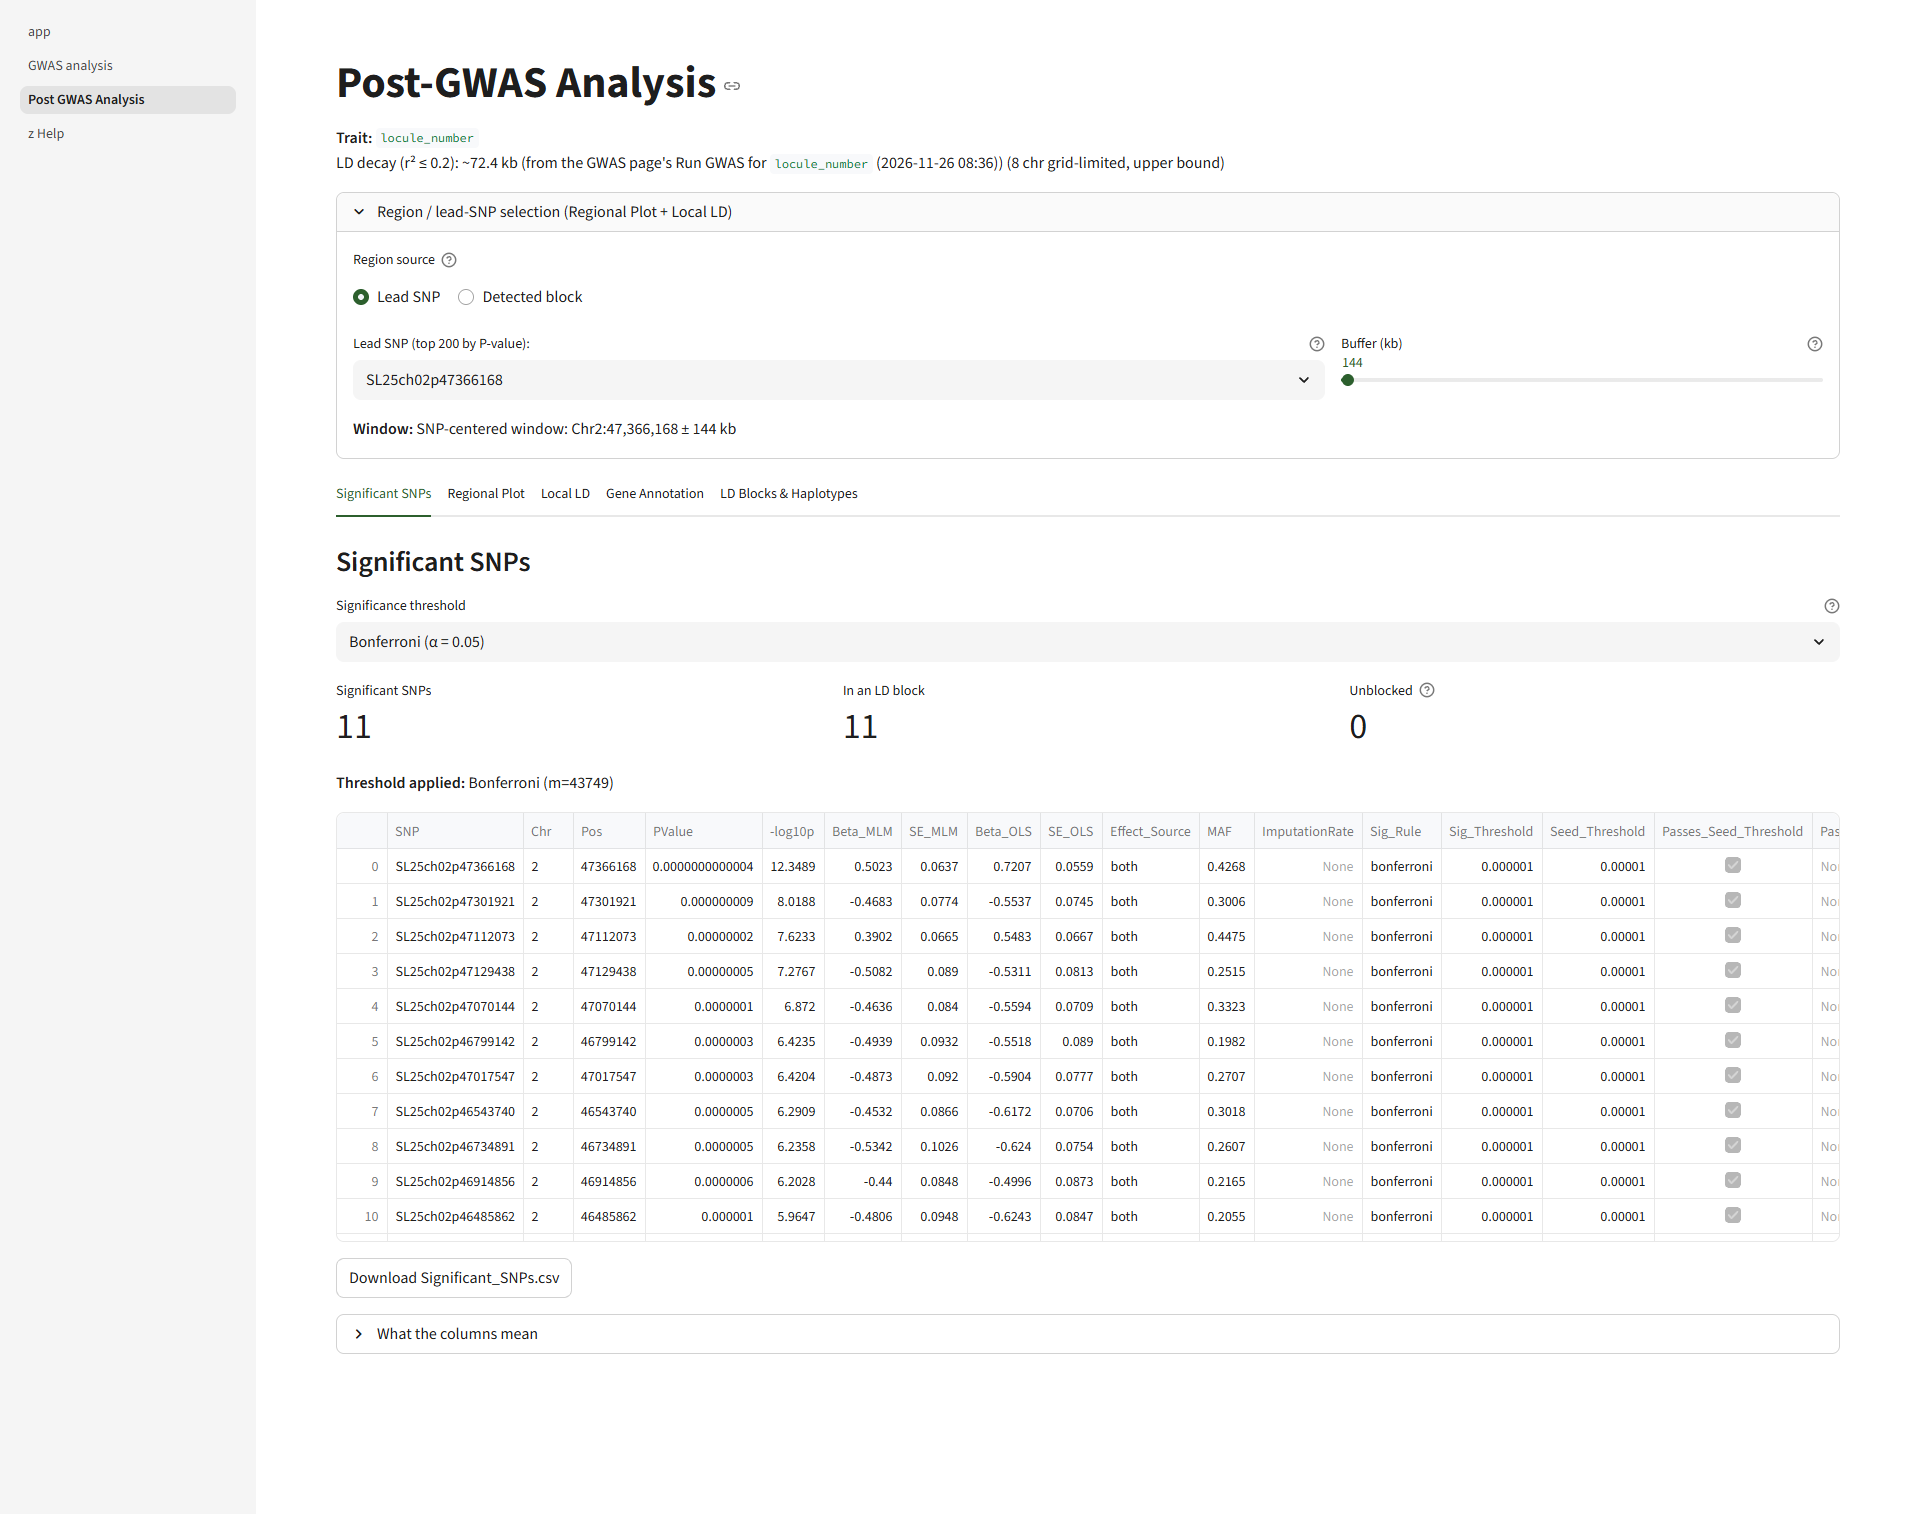 app
GWAS analysis
Post GWAS Analysis
z Help
Post-GWAS Analysis
Trait: locule_number
LD decay (r² ≤ 0.2): ~72.4 kb (from the GWAS page's Run GWAS for locule_number (2026-11-26 08:36)) (8 chr grid-limited, upper bound)
Region / lead-SNP selection (Regional Plot + Local LD)
Region source
Lead SNP Detected block
Lead SNP (top 200 by P-value): Buffer (kb)
144
SL25ch02p47366168
Window: SNP-centered window: Chr2:47,366,168 ± 144 kb
Significant SNPs Regional Plot Local LD Gene Annotation LD Blocks & Haplotypes
Significant SNPs
Significance threshold
Bonferroni (α = 0.05)
Significant SNPs In an LD block Unblocked
11 11 0
Threshold applied: Bonferroni (m=43749)
SNP Chr Pos PValue -log10p Beta_MLM SE_MLM Beta_OLS SE_OLS Effect_Source MAF ImputationRate Sig_Rule Sig_Threshold Seed_Threshold Passes_Seed_Threshold Pas
0 SL25ch02p47366168 2 47366168 0.0000000000004 12.3489 0.5023 0.0637 0.7207 0.0559 both 0.4268 None bonferroni 0.000001 0.00001 No
1 SL25ch02p47301921 2 47301921 0.000000009 8.0188 -0.4683 0.0774 -0.5537 0.0745 both 0.3006 None bonferroni 0.000001 0.00001 No
2 SL25ch02p47112073 2 47112073 0.00000002 7.6233 0.3902 0.0665 0.5483 0.0667 both 0.4475 None bonferroni 0.000001 0.00001 No
3 SL25ch02p47129438 2 47129438 0.00000005 7.2767 -0.5082 0.089 -0.5311 0.0813 both 0.2515 None bonferroni 0.000001 0.00001 No
4 SL25ch02p47070144 2 47070144 0.0000001 6.872 -0.4636 0.084 -0.5594 0.0709 both 0.3323 None bonferroni 0.000001 0.00001 No
5 SL25ch02p46799142 2 46799142 0.0000003 6.4235 -0.4939 0.0932 -0.5518 0.089 both 0.1982 None bonferroni 0.000001 0.00001 No
6 SL25ch02p47017547 2 47017547 0.0000003 6.4204 -0.4873 0.092 -0.5904 0.0777 both 0.2707 None bonferroni 0.000001 0.00001 No
7 SL25ch02p46543740 2 46543740 0.0000005 6.2909 -0.4532 0.0866 -0.6172 0.0706 both 0.3018 None bonferroni 0.000001 0.00001 No
8 SL25ch02p46734891 2 46734891 0.0000005 6.2358 -0.5342 0.1026 -0.624 0.0754 both 0.2607 None bonferroni 0.000001 0.00001 No
9 SL25ch02p46914856 2 46914856 0.0000006 6.2028 -0.44 0.0848 -0.4996 0.0873 both 0.2165 None bonferroni 0.000001 0.00001 No
10 SL25ch02p46485862 2 46485862 0.000001 5.9647 -0.4806 0.0948 -0.6243 0.0847 both 0.2055 None bonferroni 0.000001 0.00001 No
Download Significant_SNPs.csv
What the columns mean